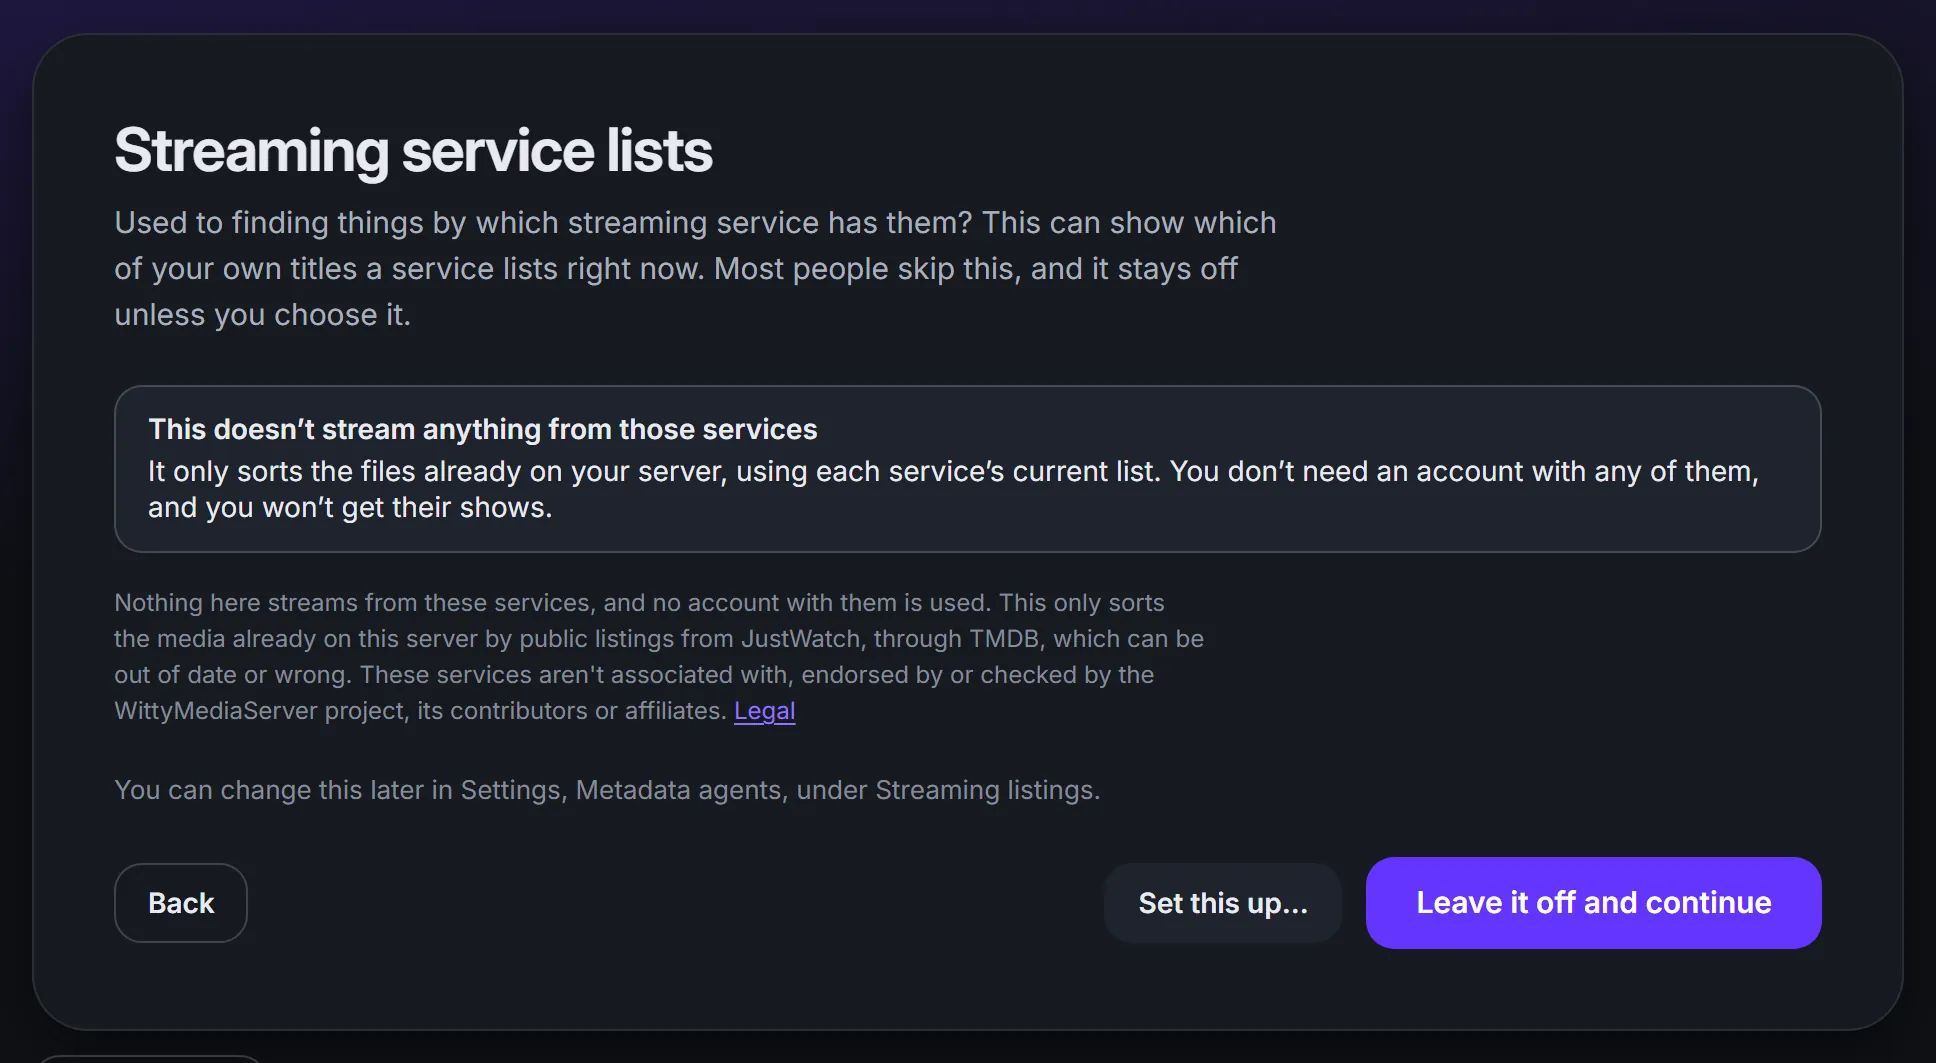 Streaming service lists
Used to finding things by which streaming service has them? This can show which
of your own titles a service lists right now. Most people skip this, and it stays off
unless you choose it.
This doesn’t stream anything from those services
It only sorts the files already on your server, using each service’s current list. You don’t need an account with any of them,
and you won’t get their shows.
Nothing here streams from these services, and no account with them is used. This only sorts
the media already on this server by public listings from JustWatch, through TMDB, which can be
out of date or wrong. These services aren't associated with, endorsed by or checked by the
WittyMediaServer project, its contributors or affiliates. Legal
You can change this later in Settings, Metadata agents, under Streaming listings.
Back
Set this up…
Leave it off and continue